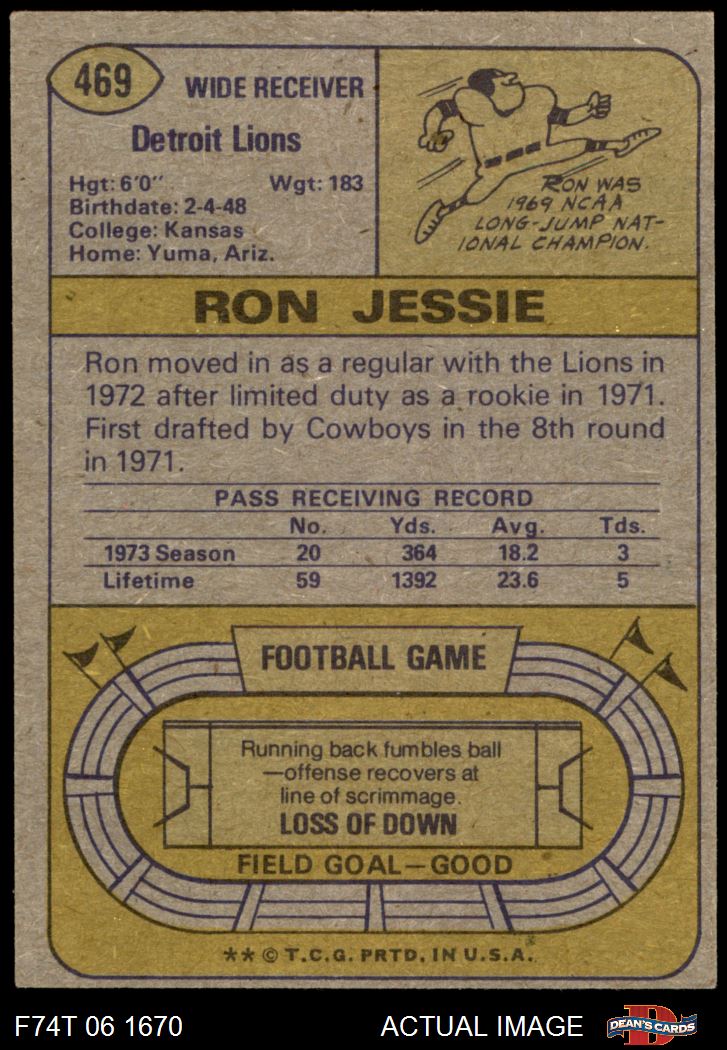 469
WIDE RECEIVER
Detroit Lions
Hgt: 6'0" Wgt: 183
Birthdate: 2-4-48
College: Kansas
Home: Yuma, Ariz.
RON WAS
1969 NCAA
LONG-JUMP NAT-
IONAL CHAMPION.
RON JESSIE
Ron moved in as a regular with the Lions in
1972 after limited duty as a rookie in 1971.
First drafted by Cowboys in the 8th round
in 1971.
PASS RECEIVING RECORD
No. Yds. Avg. Tds.
1973 Season 20 364 18.2 3
Lifetime 59 1392 23.6 5
FOOTBALL GAME
Running back fumbles ball
—offense recovers at
line of scrimmage.
LOSS OF DOWN
FIELD GOAL—GOOD
** © T.C.G. PRTD. IN U.S.A.
F74T 06 1670 ACTUAL IMAGE D DEAN'S CARDS